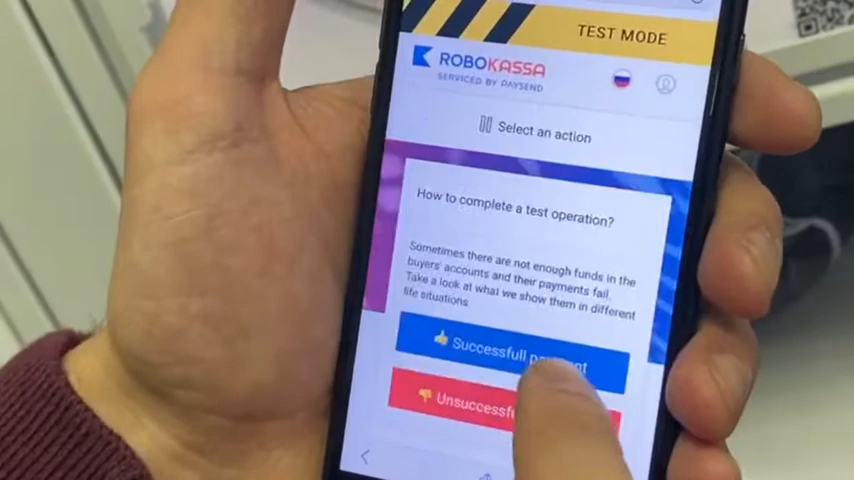 TEST MODE
ROBOKASSA
SERVICED BY PAYSEND
Select an action
How to complete a test operation?
Sometimes there are not enough funds in the
buyers' accounts and their payments fail.
Take a look at what we show them in different
life situations.
Successfull